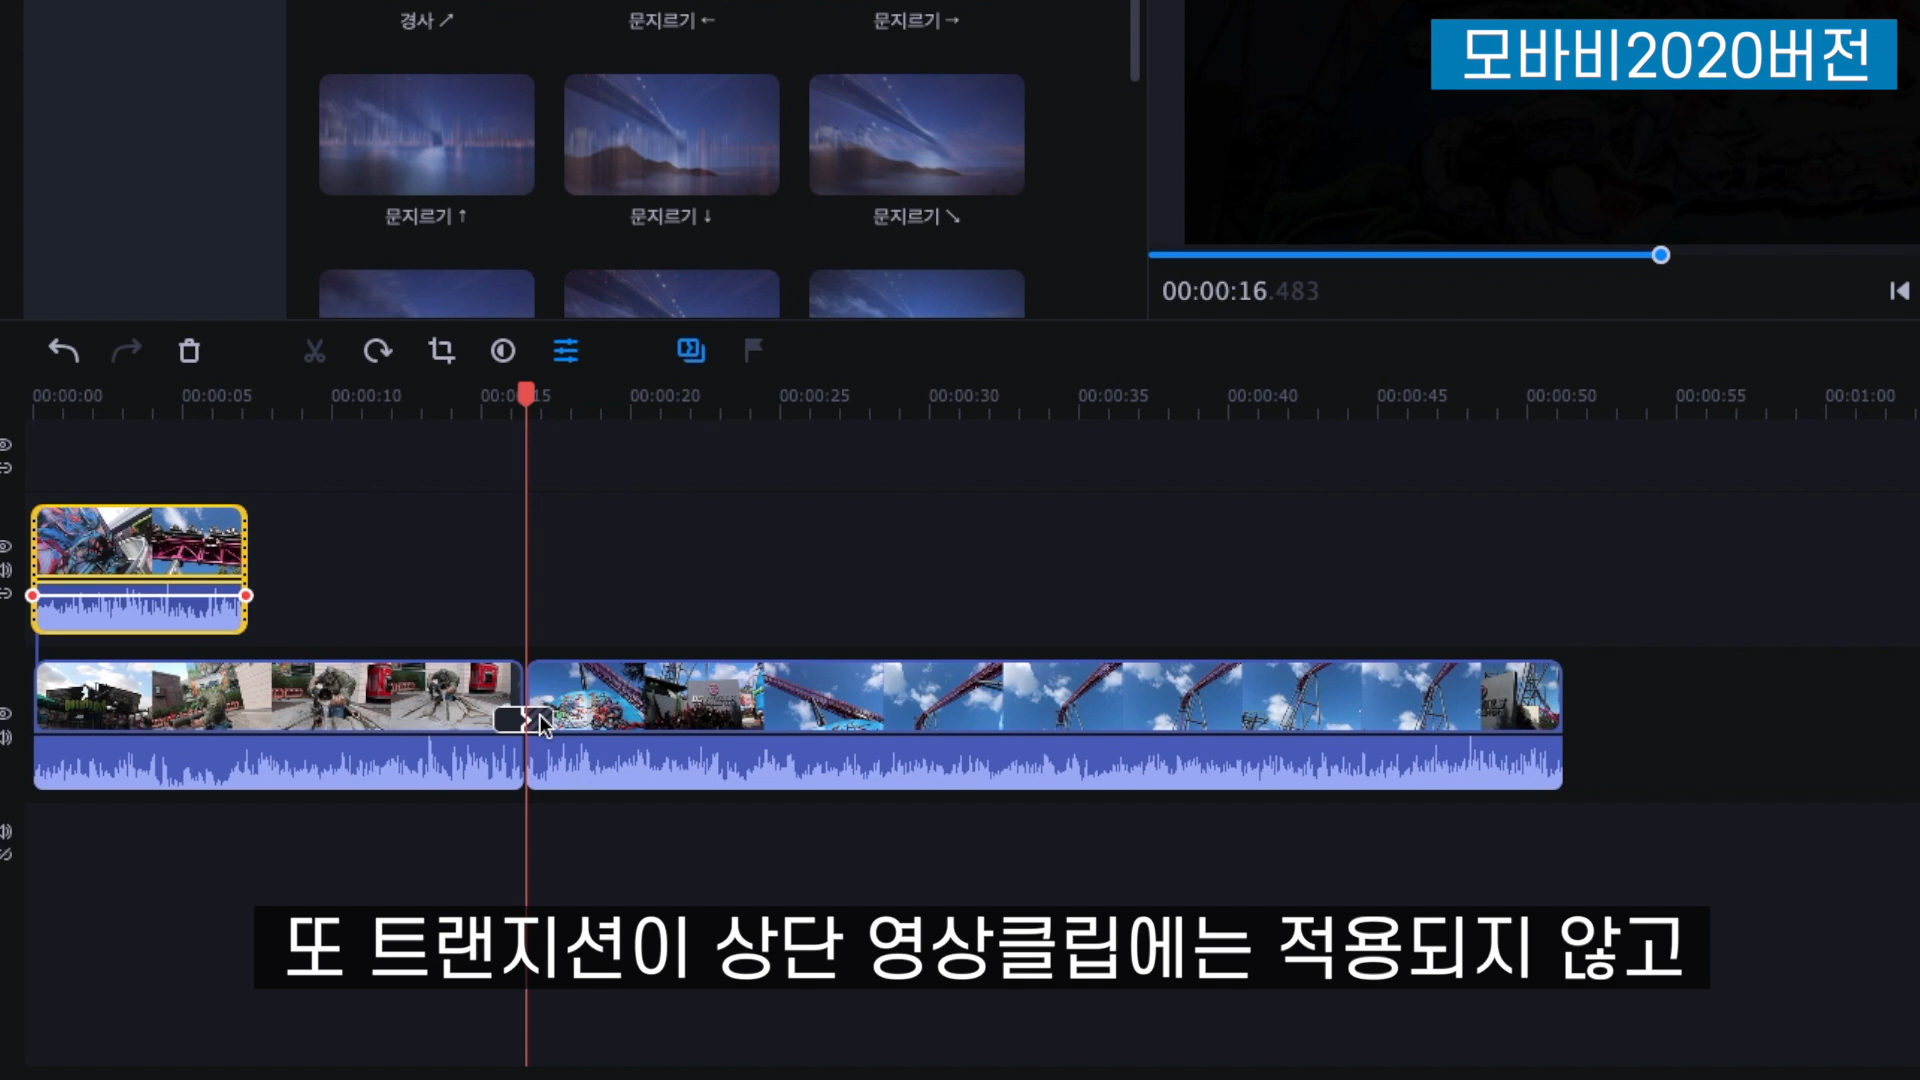 경사 ↗
문지르기 ←
문지르기 →
모바비2020버전
문지르기 ↑
문지르기 ↓
문지르기 ↘
00:00:16.483
00:00:00
00:00:05
00:00:10
00:00:15
00:00:20
00:00:25
00:00:30
00:00:35
00:00:40
00:00:45
00:00:50
00:00:55
00:01:00
또 트랜지션이 상단 영상클립에는 적용되지 않고